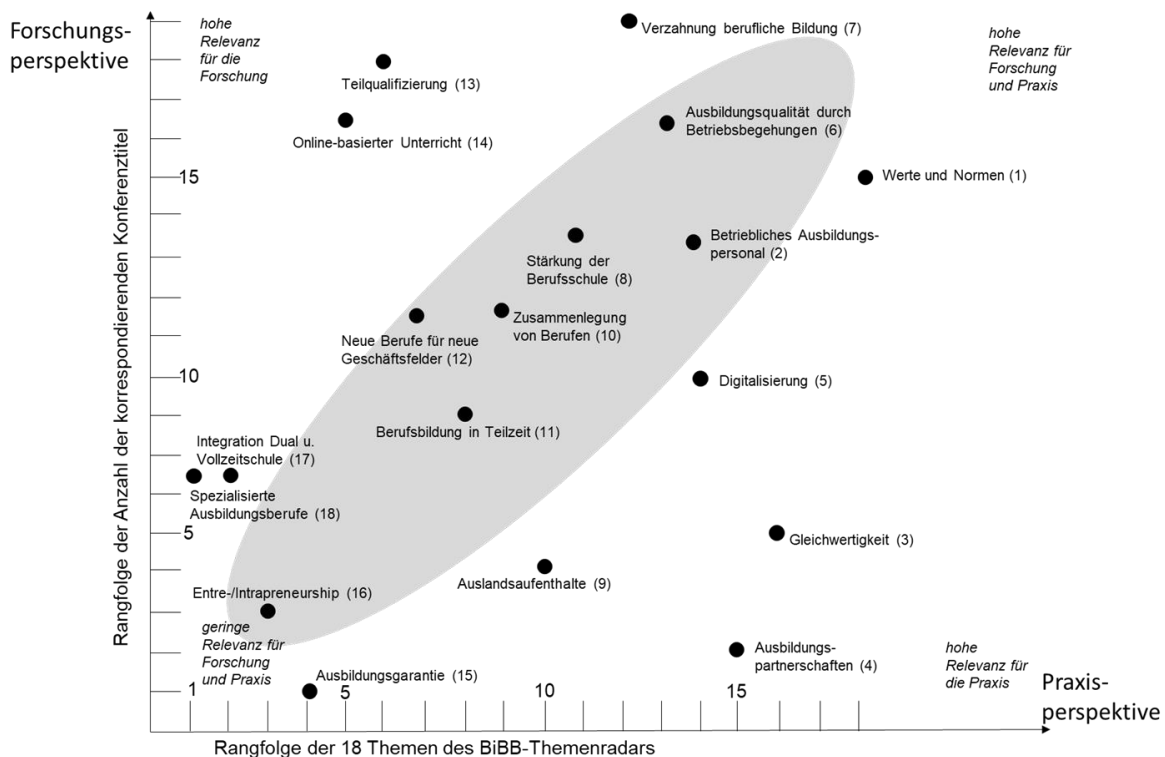 Forschungs-
perspektive
hohe
Relevanz
für die
Forschung
Verzahnung berufliche Bildung (7)
hohe
Relevanz für
Forschung
und Praxis
Teilqualifizierung (13)
Online-basierter Unterricht (14)
Ausbildungsqualität durch
Betriebsbegehungen (6)
Rangfolge der Anzahl der korrespondierenden Konferenztitel
15
Werte und Normen (1)
Betriebliches Ausbildungs-
personal (2)
Stärkung der
Berufsschule (8)
Zusammenlegung
von Berufen (10)
Neue Berufe für neue
Geschäftsfelder (12)
10
Digitalisierung (5)
Berufsbildung in Teilzeit (11)
Integration Dual u.
Vollzeitschule (17)
Spezialisierte
Ausbildungsberufe (18)
5
Gleichwertigkeit (3)
Auslandsaufenthalte (9)
Entre-/Intrapreneurship (16)
geringe
Relevanz für
Forschung
und Praxis
Ausbildungs-
partnerschaften (4)
hohe
Relevanz für
die Praxis
Ausbildungsgarantie (15)
1
5
10
15
Praxis-
perspektive
Rangfolge der 18 Themen des BiBB-Themenradars